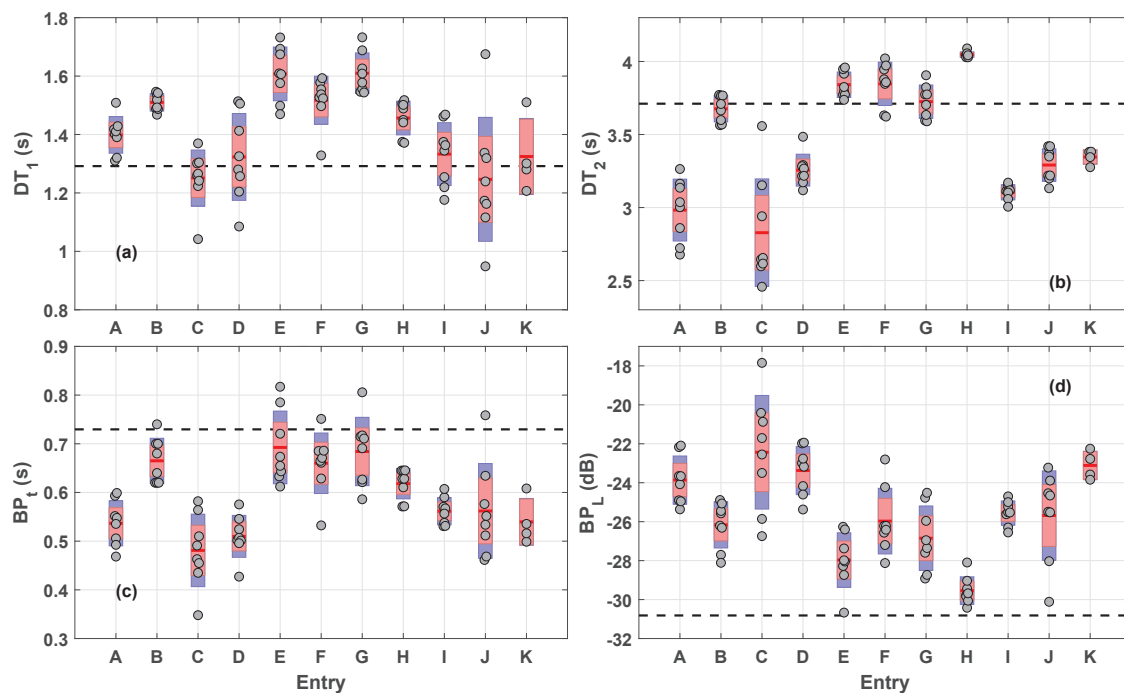 1.8
1.6
1.4
1.2
1
0.8
DT1 (s)
(a)
A B C D E F G H I J K
4
3.5
3
2.5
DT2 (s)
(b)
A B C D E F G H I J K
0.9
0.8
0.7
0.6
0.5
0.4
0.3
BPt (s)
(c)
A B C D E F G H I J K
Entry
-18
-20
-22
-24
-26
-28
-30
-32
BPL (dB)
(d)
A B C D E F G H I J K
Entry